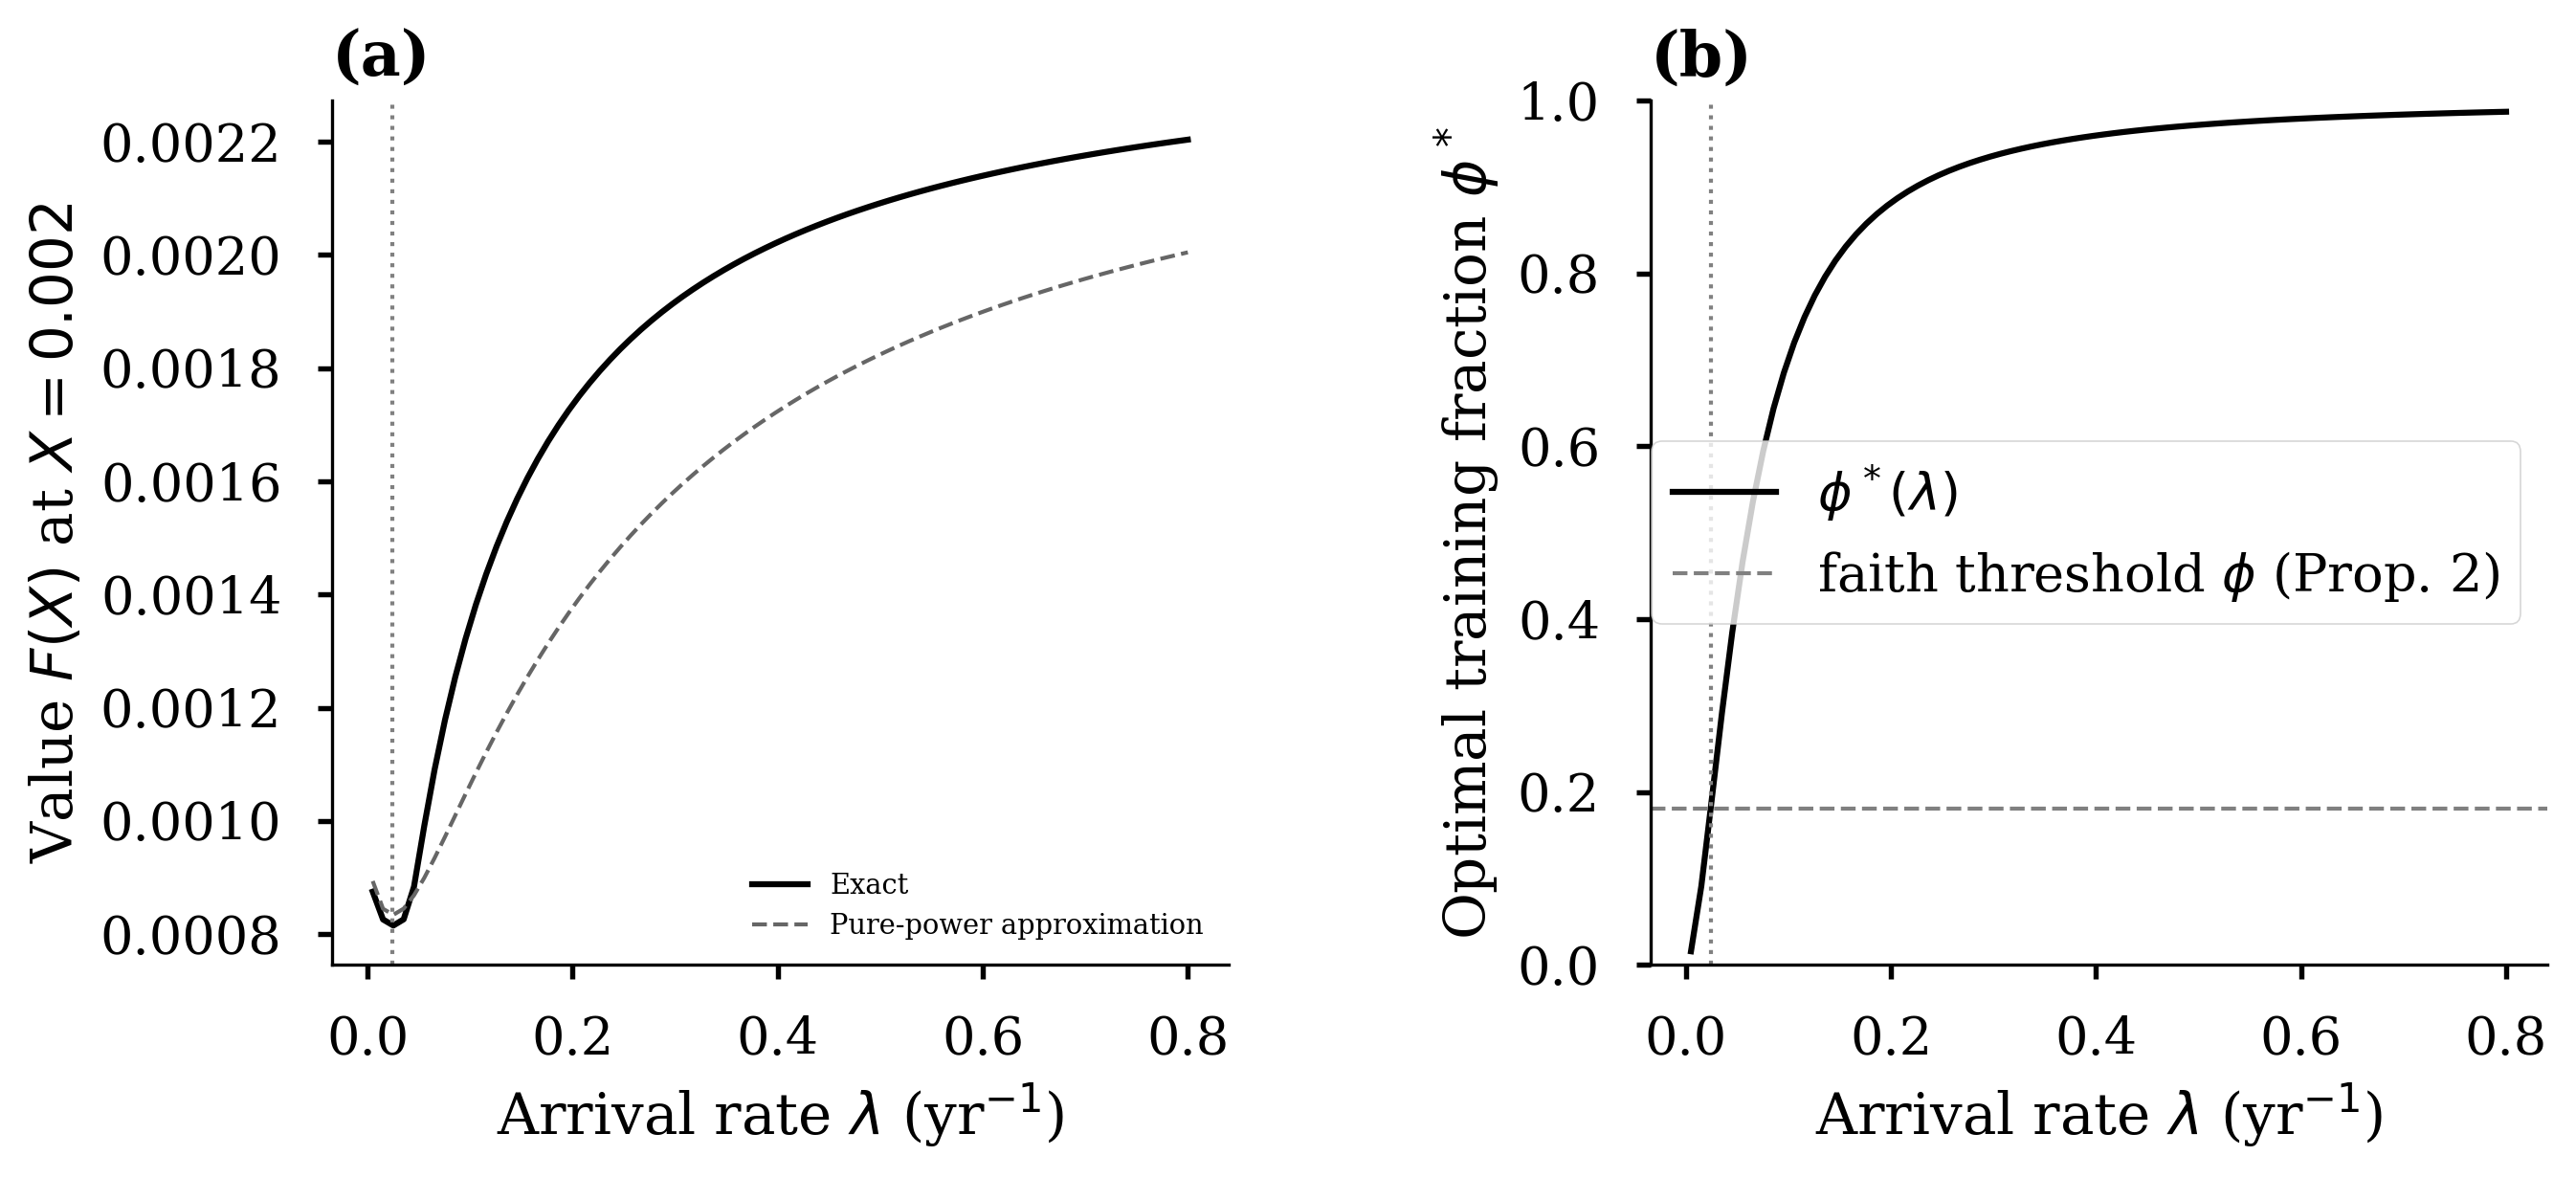 (a)
Value F(X) at X = 0.002
0.0022
0.0020
0.0018
0.0016
0.0014
0.0012
0.0010
0.0008
Exact
Pure-power approximation
0.0 0.2 0.4 0.6 0.8
Arrival rate λ (yr⁻¹)
(b)
Optimal training fraction ϕ*
1.0
0.8
0.6
0.4
0.2
0.0
ϕ*(λ)
faith threshold ϕ (Prop. 2)
0.0 0.2 0.4 0.6 0.8
Arrival rate λ (yr⁻¹)